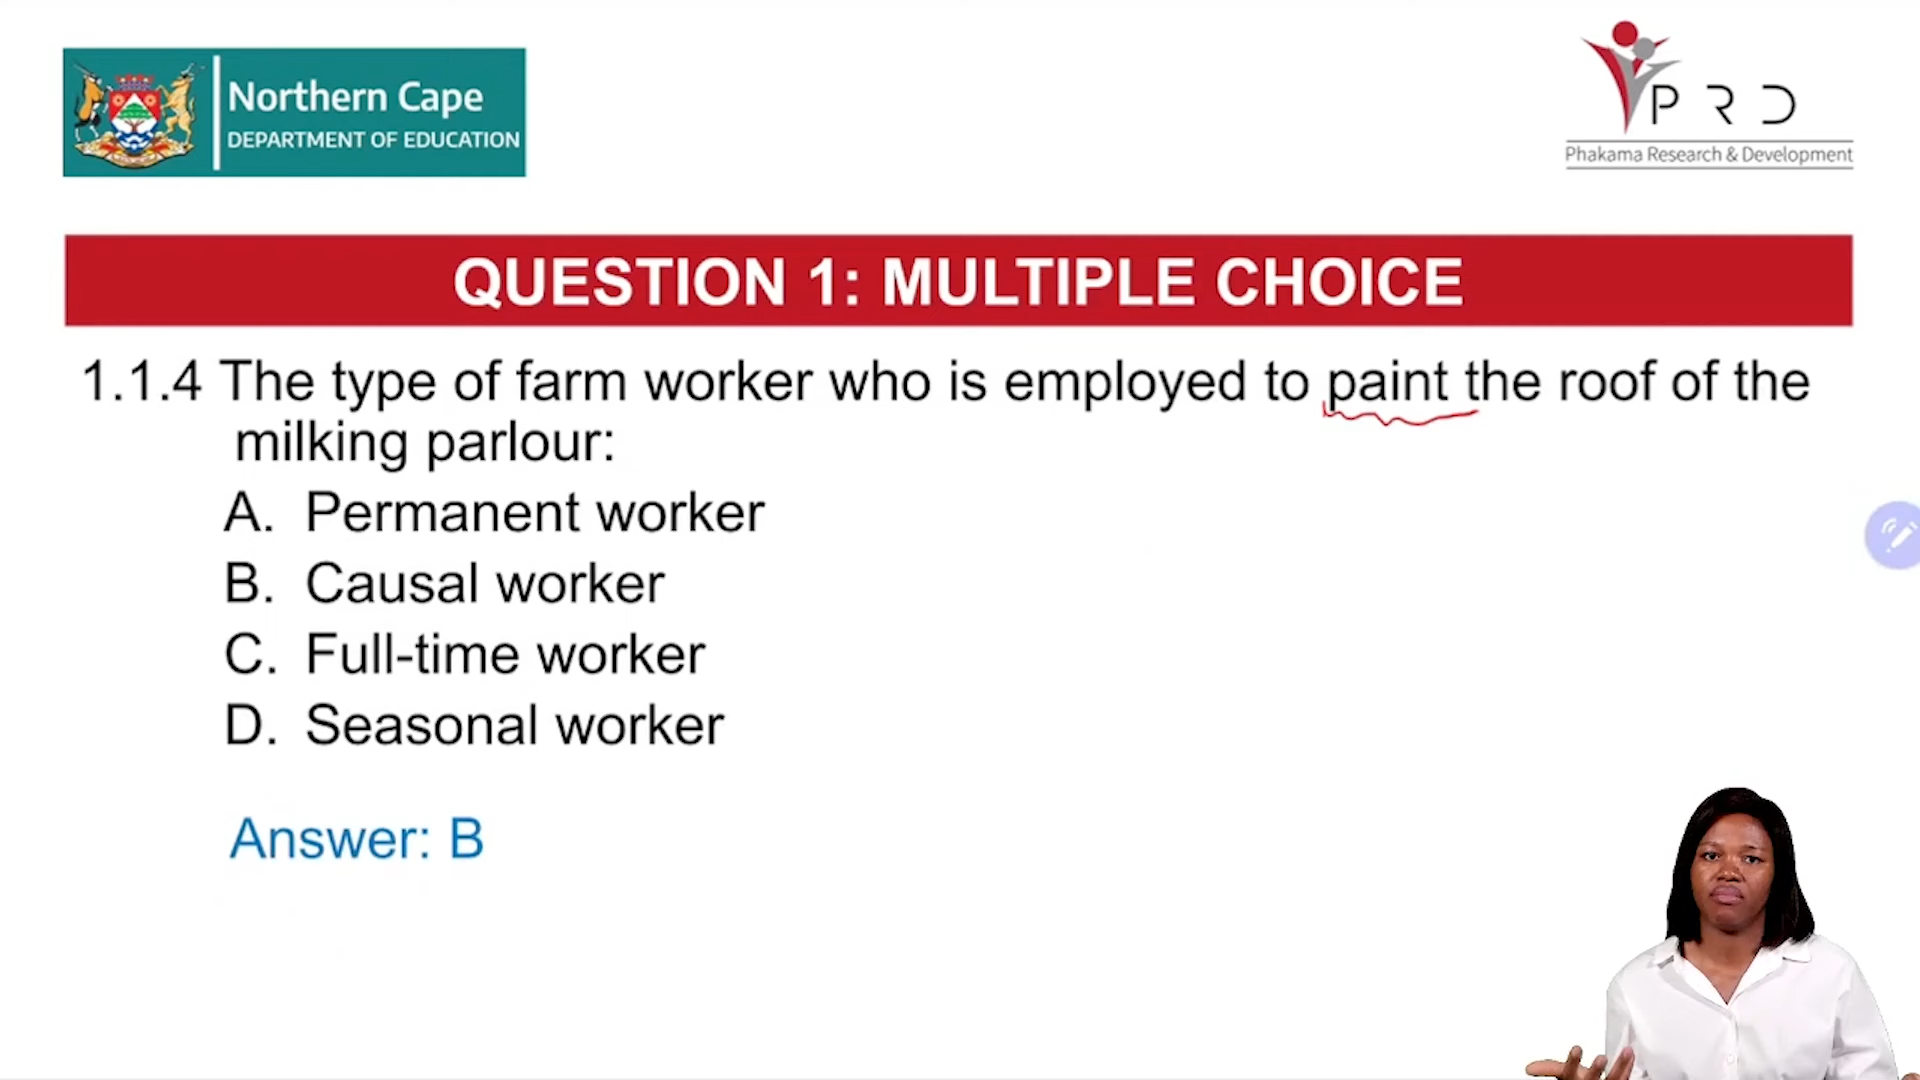 Northern Cape
DEPARTMENT OF EDUCATION
PRD
Phakama Research & Development
QUESTION 1: MULTIPLE CHOICE
1.1.4 The type of farm worker who is employed to paint the roof of the
milking parlour:
A. Permanent worker
B. Causal worker
C. Full-time worker
D. Seasonal worker
Answer: B